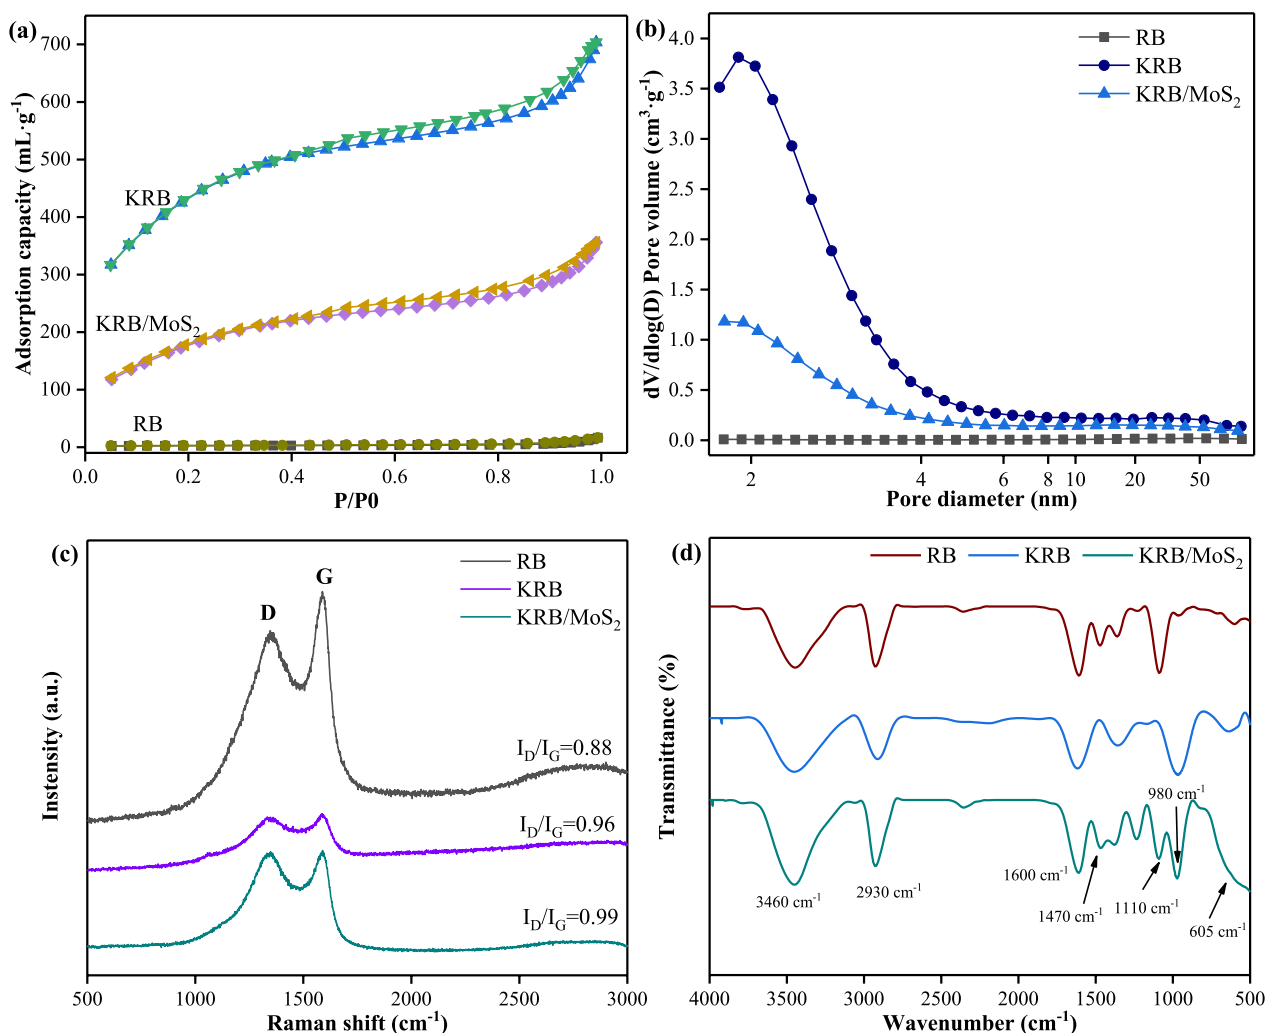 (a)
Adsorption capacity (mL·g⁻¹)
700
600
500
400
300
200
100
0
KRB
KRB/MoS₂
RB
0.0 0.2 0.4 0.6 0.8 1.0
P/P0
(b)
dV/dlog(D) Pore volume (cm³·g⁻¹)
4.0
3.5
3.0
2.5
2.0
1.5
1.0
0.5
0.0
RB
KRB
KRB/MoS₂
2 4 6 8 10 20 50
Pore diameter (nm)
(c)
Instensity (a.u.)
D
G
RB
KRB
KRB/MoS₂
I_D/I_G=0.88
I_D/I_G=0.96
I_D/I_G=0.99
500 1000 1500 2000 2500 3000
Raman shift (cm⁻¹)
(d)
Transmittance (%)
RB KRB KRB/MoS₂
980 cm⁻¹
3460 cm⁻¹
2930 cm⁻¹
1600 cm⁻¹
1470 cm⁻¹
1110 cm⁻¹
605 cm⁻¹
4000 3500 3000 2500 2000 1500 1000 500
Wavenumber (cm⁻¹)